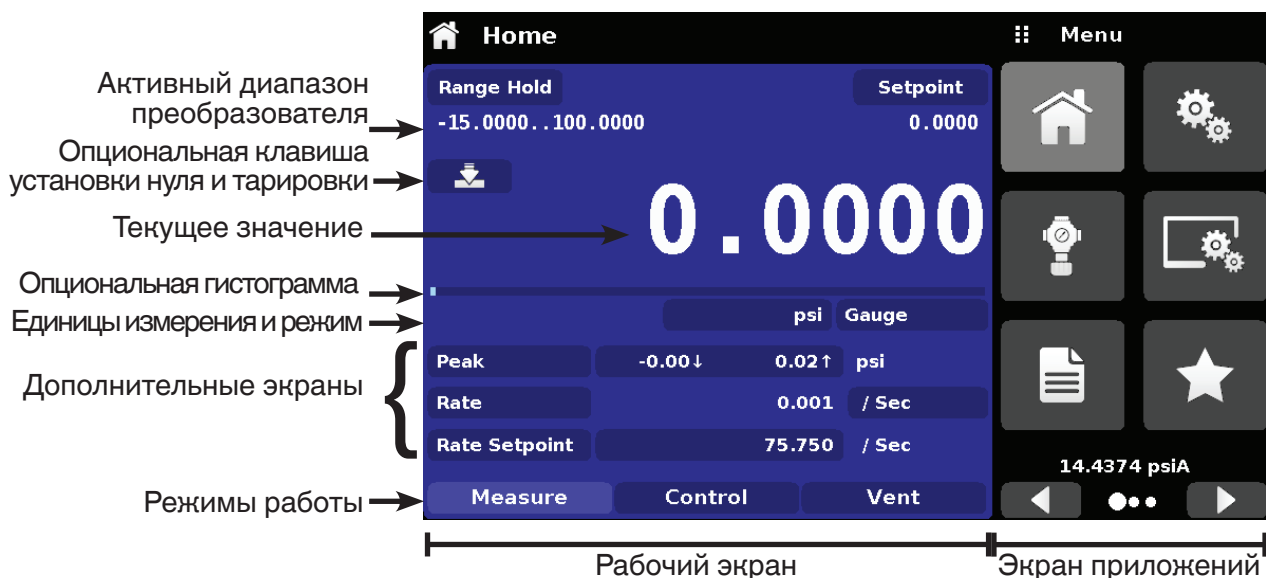 Home
Menu
Активный диапазон
преобразователя
Range Hold
Setpoint
-15.0000..100.0000
0.0000
Опциональная клавиша
установки нуля и тарировки
Текущее значение
0.0000
Опциональная гистограмма
Единицы измерения и режим
psi Gauge
Дополнительные экраны
Peak -0.00↓ 0.02↑ psi
Rate 0.001 / Sec
Rate Setpoint 75.750 / Sec
14.4374 psiA
Режимы работы
Measure Control Vent
Рабочий экран
Экран приложений